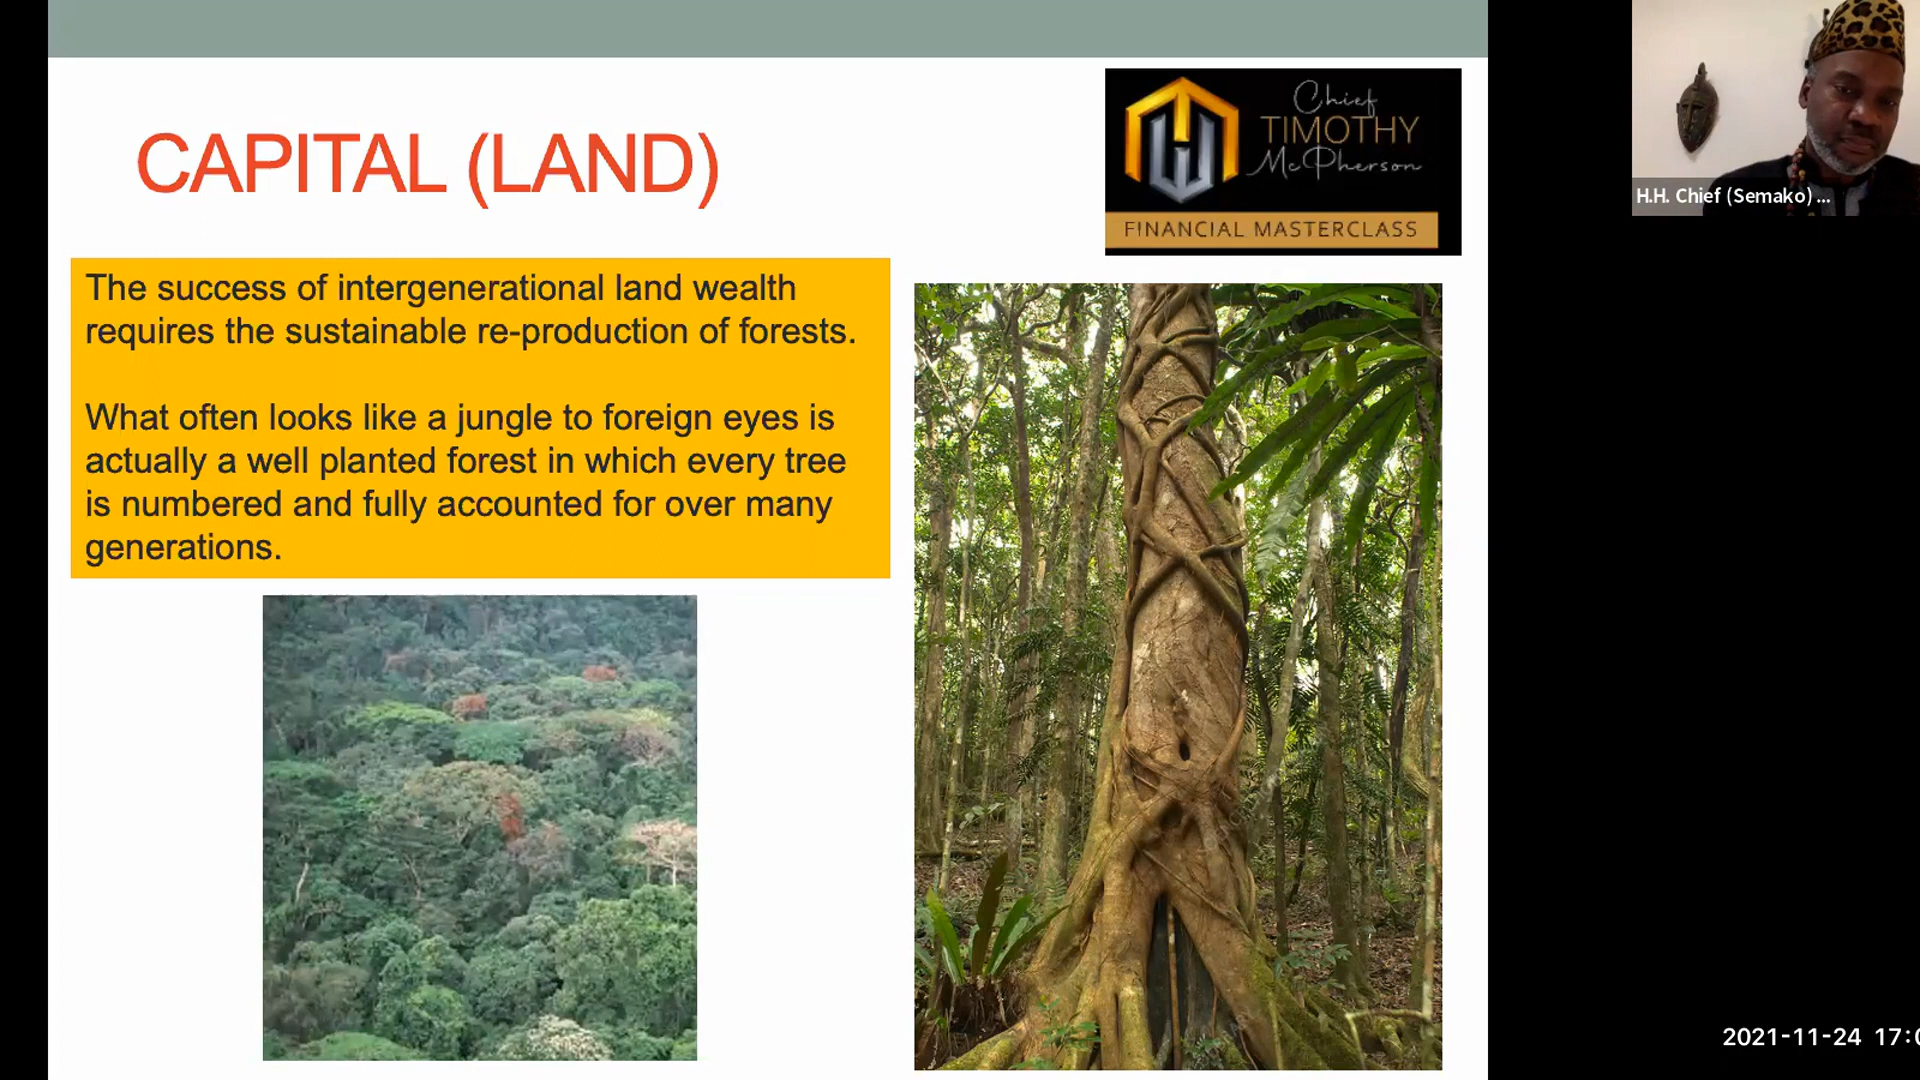 CAPITAL (LAND)
Chief
TIMOTHY
McPherson
FINANCIAL MASTERCLASS
The success of intergenerational land wealth
requires the sustainable re-production of forests.
What often looks like a jungle to foreign eyes is
actually a well planted forest in which every tree
is numbered and fully accounted for over many
generations.
H.H. Chief (Semako) ...
2021-11-24 17:0